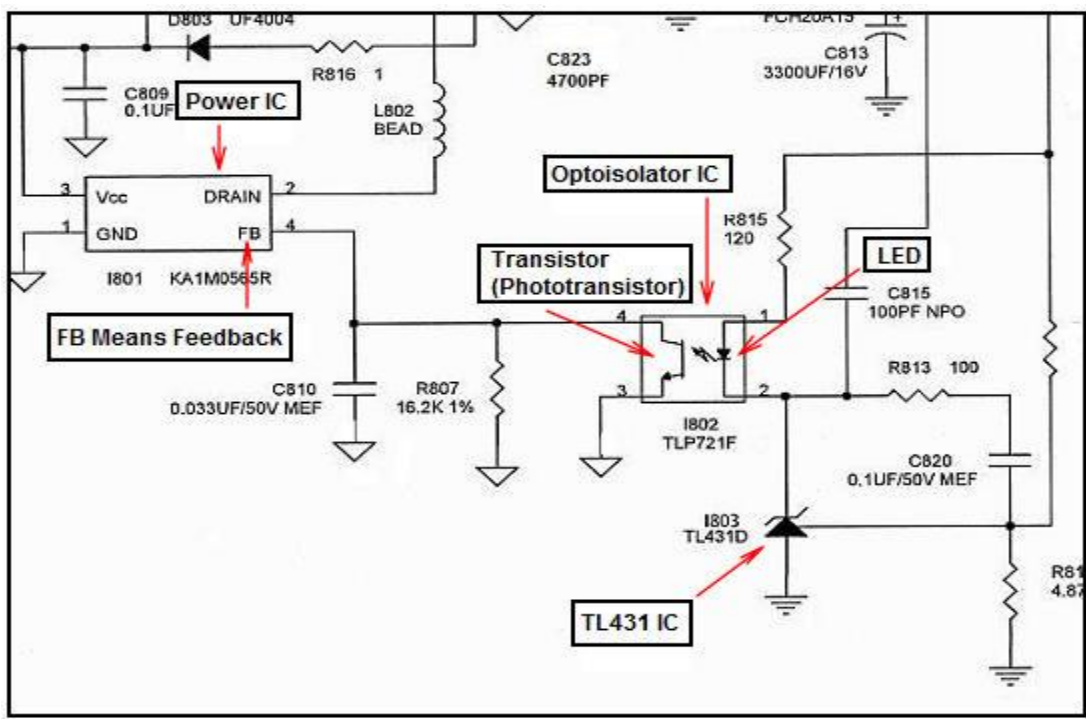 D803 UF4004
R816 1
C823
4700PF
FCH20A15
+
C813
3300UF/16V
C809
0.1UF
Power IC
L802
BEAD
Optoisolator IC
3 Vcc DRAIN 2
1 GND FB 4
I801 KA1M0565R
R815
120
Transistor
(Phototransistor)
LED
C815
100PF NPO
FB Means Feedback
4 1
3 2
R813 100
C810
0.033UF/50V MEF
R807
16.2K 1%
I802
TLP721F
C820
0.1UF/50V MEF
I803
TL431D
R81
4.87
TL431 IC